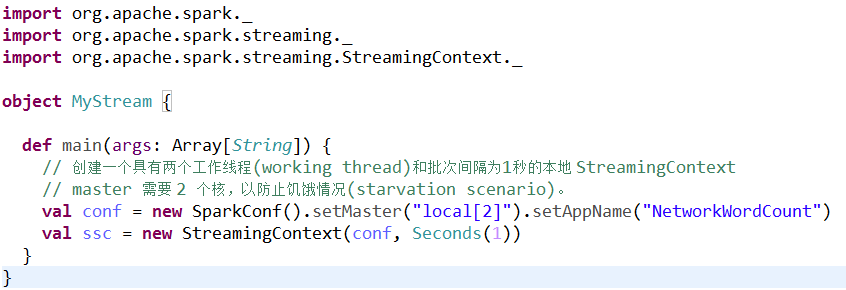 import org.apache.spark._
import org.apache.spark.streaming._
import org.apache.spark.streaming.StreamingContext._
object MyStream {
def main(args: Array[String]) {
// 创建一个具有两个工作线程(working thread)和批次间隔为1秒的本地 StreamingContext
// master 需要 2 个核，以防止饥饿情况(starvation scenario)。
val conf = new SparkConf().setMaster("local[2]").setAppName("NetworkWordCount")
val ssc = new StreamingContext(conf, Seconds(1))
}
}